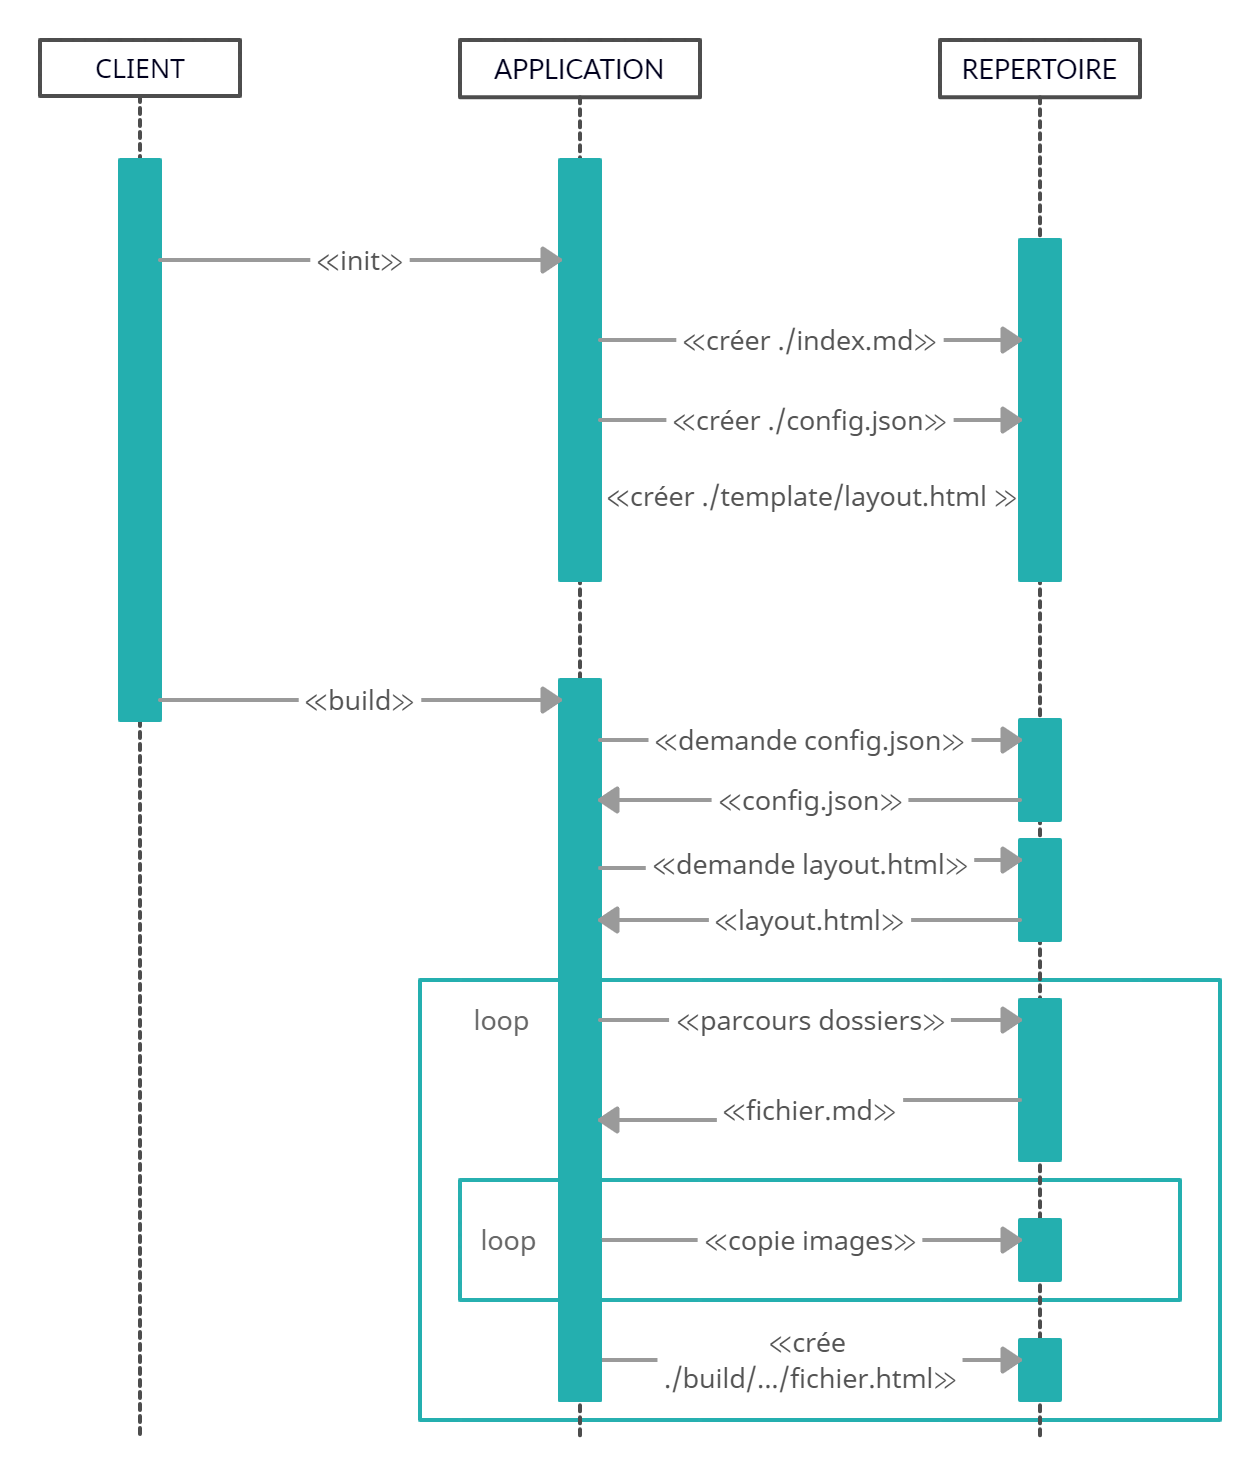 CLIENT
APPLICATION
REPERTOIRE
≪init≫
≪créer ./index.md≫
≪créer ./config.json≫
≪créer ./template/layout.html ≫
≪build≫
≪demande config.json≫
≪config.json≫
≪demande layout.html≫
≪layout.html≫
loop
≪parcours dossiers≫
≪fichier.md≫
loop
≪copie images≫
≪crée
./build/.../fichier.html≫